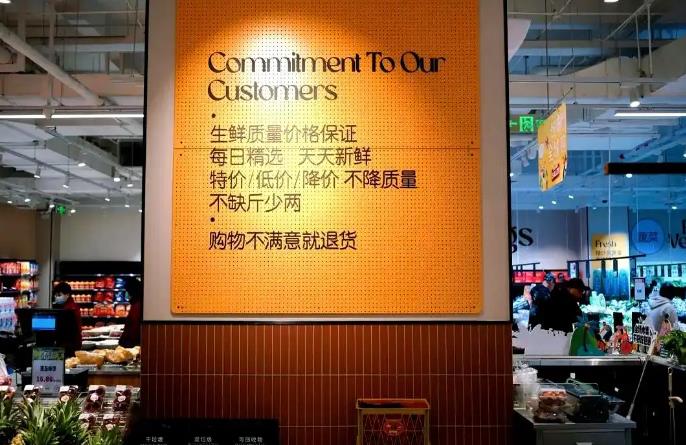 Commitment To Our
Customers
•
生鲜质量价格保证
每日精选 天天新鲜
特价/低价/降价 不降质量
不缺斤少两
•
购物不满意就退货
Fresh